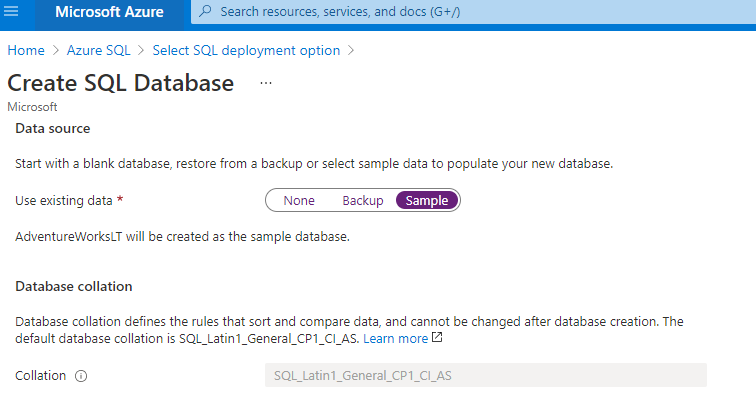 Microsoft Azure
Search resources, services, and docs (G+/)
Home > Azure SQL > Select SQL deployment option >
Create SQL Database ...
Microsoft
Data source
Start with a blank database, restore from a backup or select sample data to populate your new database.
Use existing data *
None Backup Sample
AdventureWorksLT will be created as the sample database.
Database collation
Database collation defines the rules that sort and compare data, and cannot be changed after database creation. The
default database collation is SQL_Latin1_General_CP1_CI_AS. Learn more
Collation
SQL_Latin1_General_CP1_CI_AS